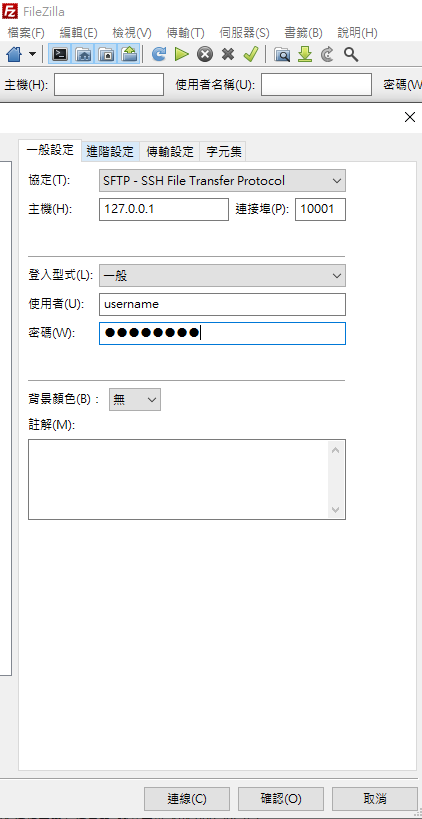 FileZilla
檔案(F) 編輯(E) 檢視(V) 傳輸(T) 伺服器(S) 書籤(B) 說明(H)
主機(H): 使用者名稱(U): 密碼(W
一般設定 進階設定 傳輸設定 字元集
協定(T): SFTP - SSH File Transfer Protocol
主機(H): 127.0.0.1 連接埠(P): 10001
登入型式(L): 一般
使用者(U): username
密碼(W): ●●●●●●●●
背景顏色(B)： 無
註解(M):
連線(C) 確認(O) 取消